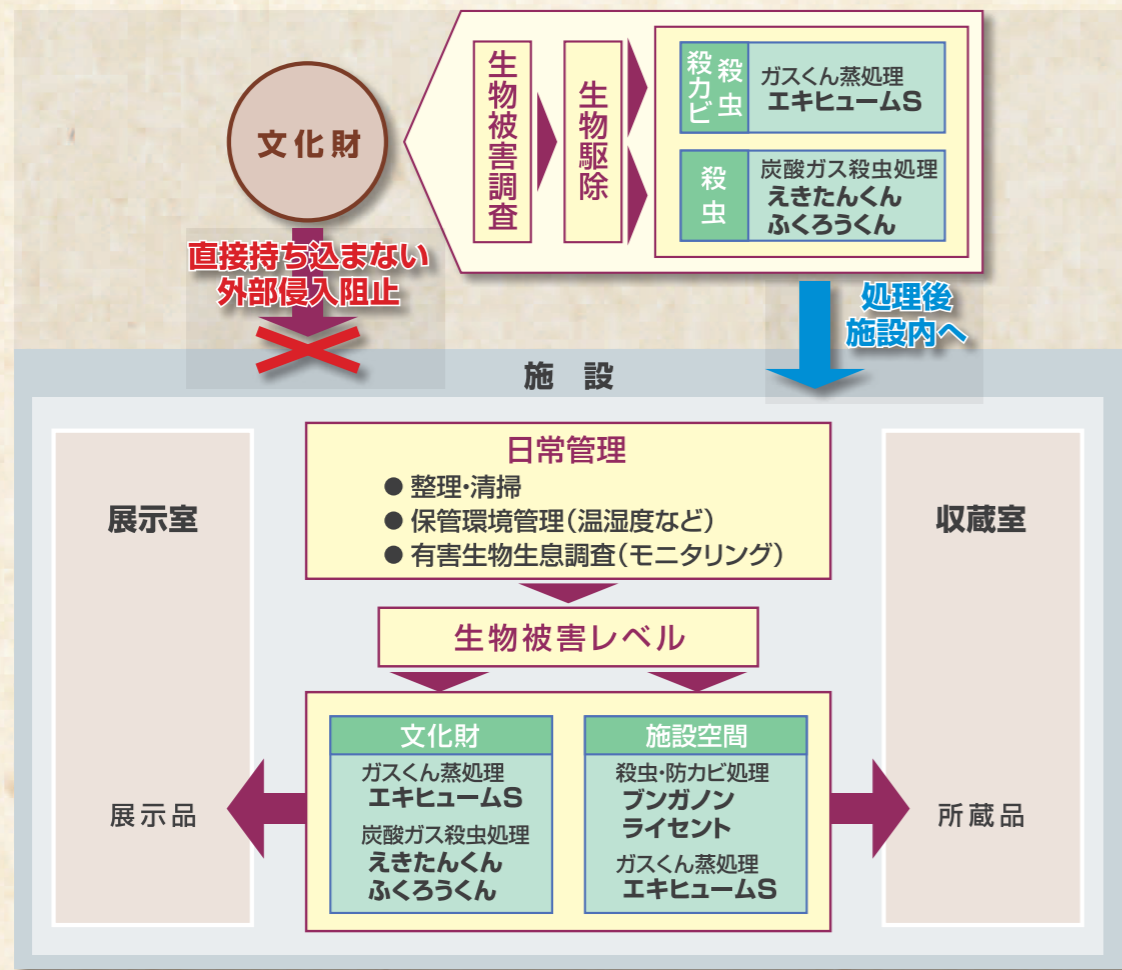 文化財
生物被害調査
生物駆除
殺虫
殺カビ
ガスくん蒸処理
エキヒュームS
殺虫
炭酸ガス殺虫処理
えきたんくん
ふくろうくん
直接持ち込まない
外部侵入阻止
処理後
施設内へ
施 設
展示室
展示品
日常管理
● 整理・清掃
● 保管環境管理(温湿度など)
● 有害生物生息調査(モニタリング)
生物被害レベル
文化財
ガスくん蒸処理
エキヒュームS
炭酸ガス殺虫処理
えきたんくん
ふくろうくん
施設空間
殺虫・防カビ処理
ブンガノン
ライセント
ガスくん蒸処理
エキヒュームS
収蔵室
所蔵品